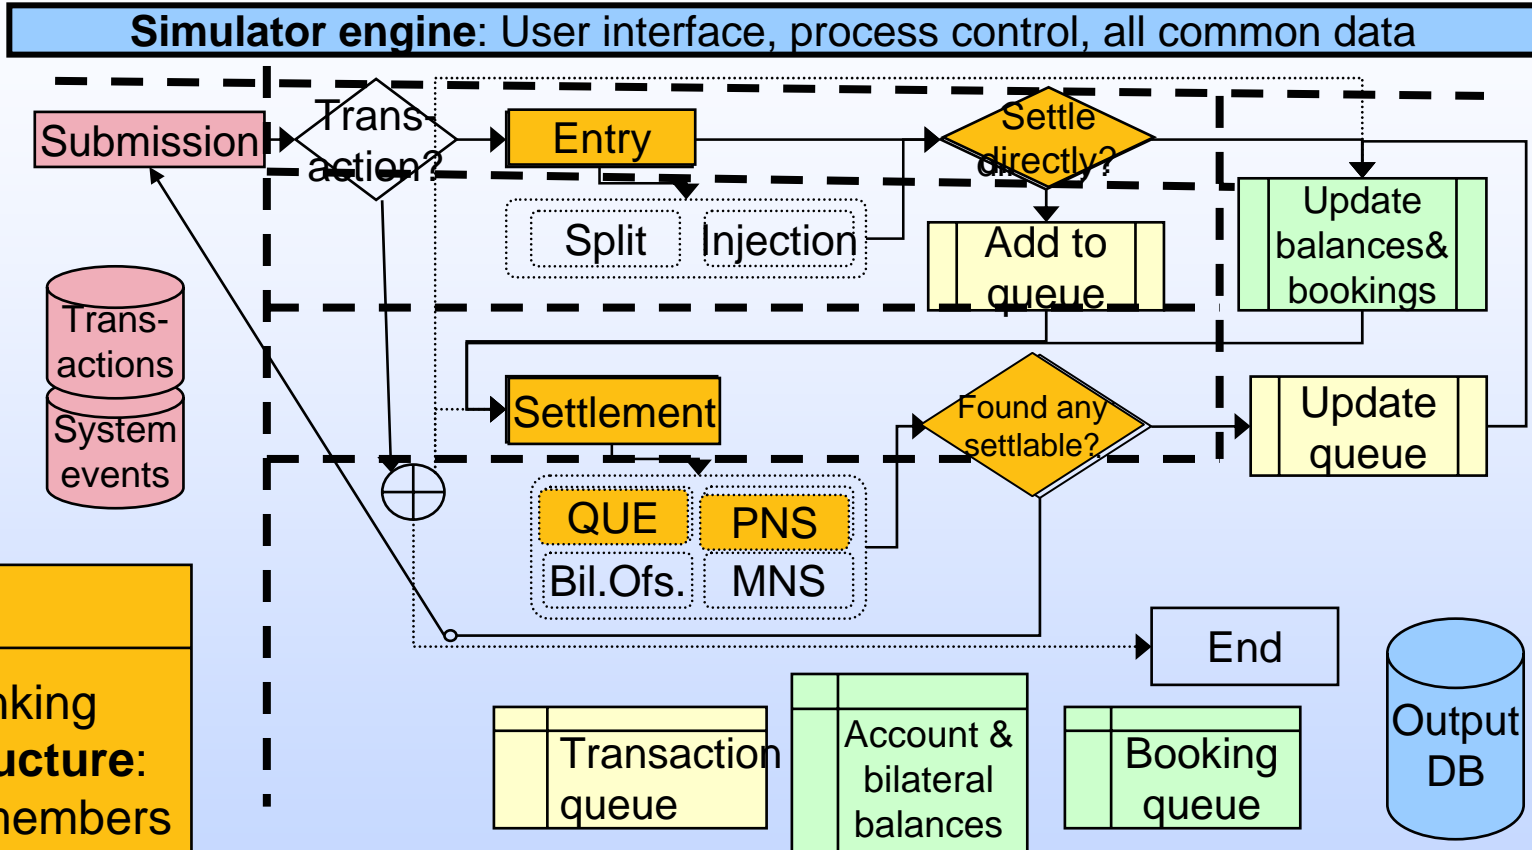 Simulator engine: User interface, process control, all common data
Submission
Trans-
action?
Entry
Settle
directly?
Split
Injection
Add to
queue
Update
balances&
bookings
Trans-
actions
System
events
Settlement
Found any
settlable?
Update
queue
QUE
PNS
Bil.Ofs.
MNS
End
nking
ucture:
members
Transaction
queue
Account &
bilateral
balances
Booking
queue
Output
DB